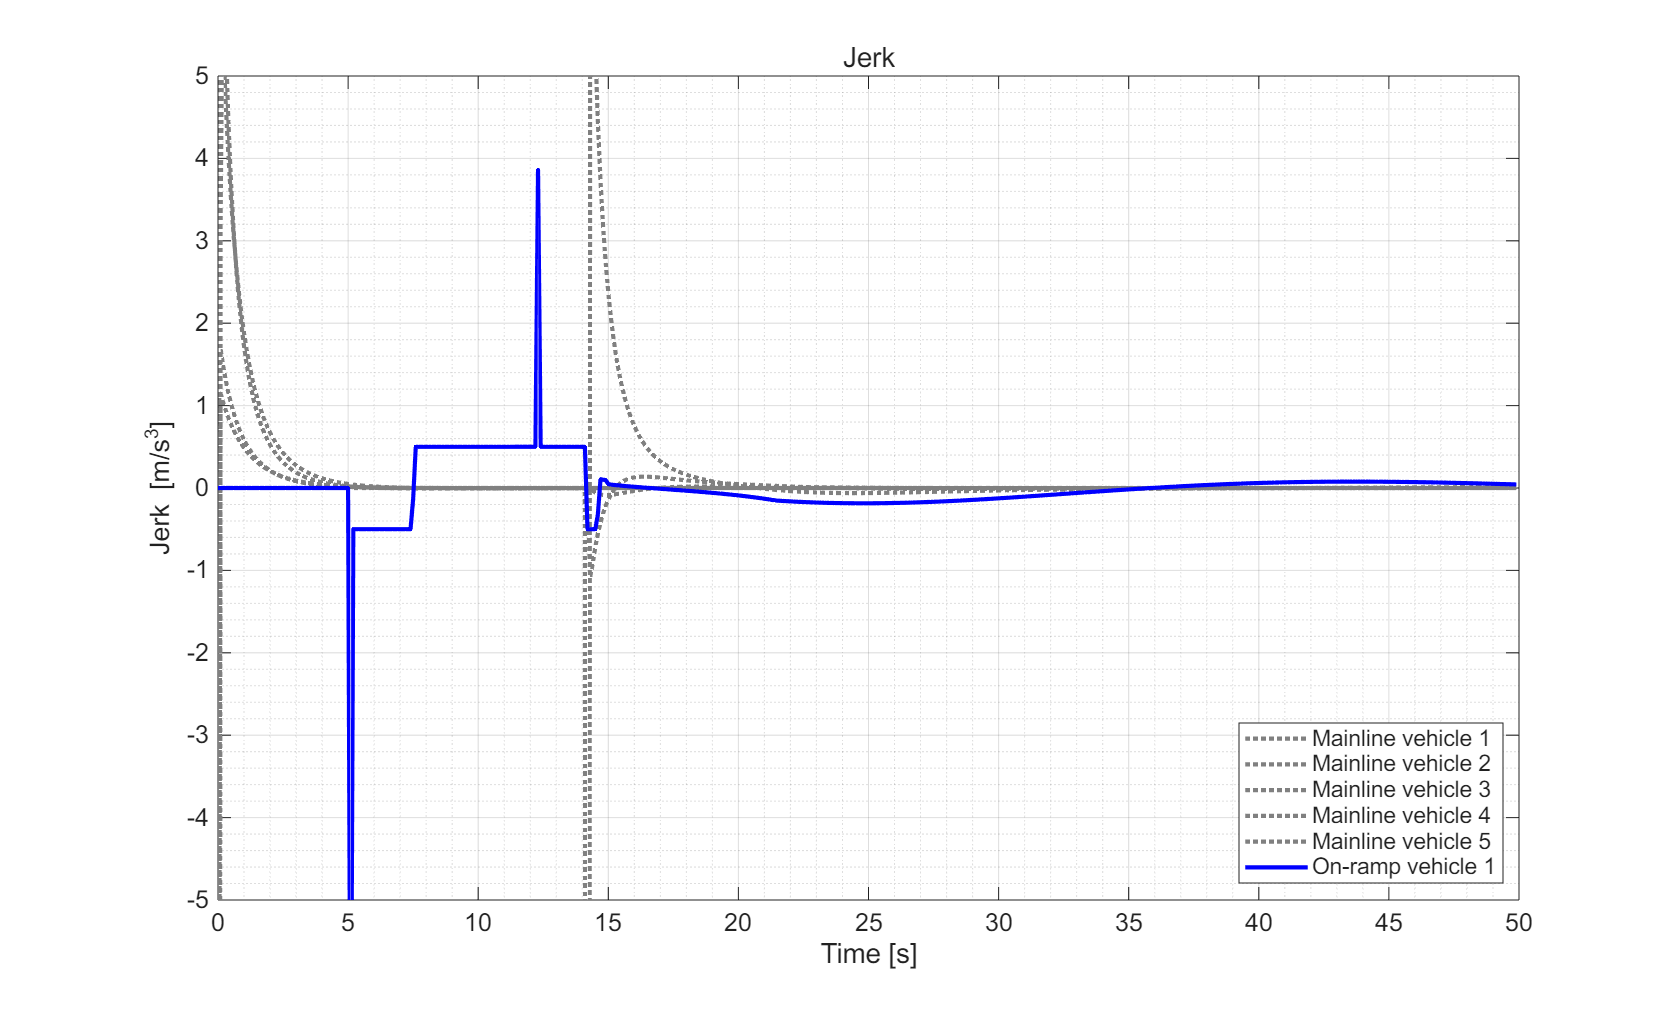 Jerk
5
4
3
2
1
0
-1
-2
-3
-4
-5
Jerk [m/s³]
0 5 10 15 20 25 30 35 40 45 50
Time [s]
Mainline vehicle 1
Mainline vehicle 2
Mainline vehicle 3
Mainline vehicle 4
Mainline vehicle 5
On-ramp vehicle 1